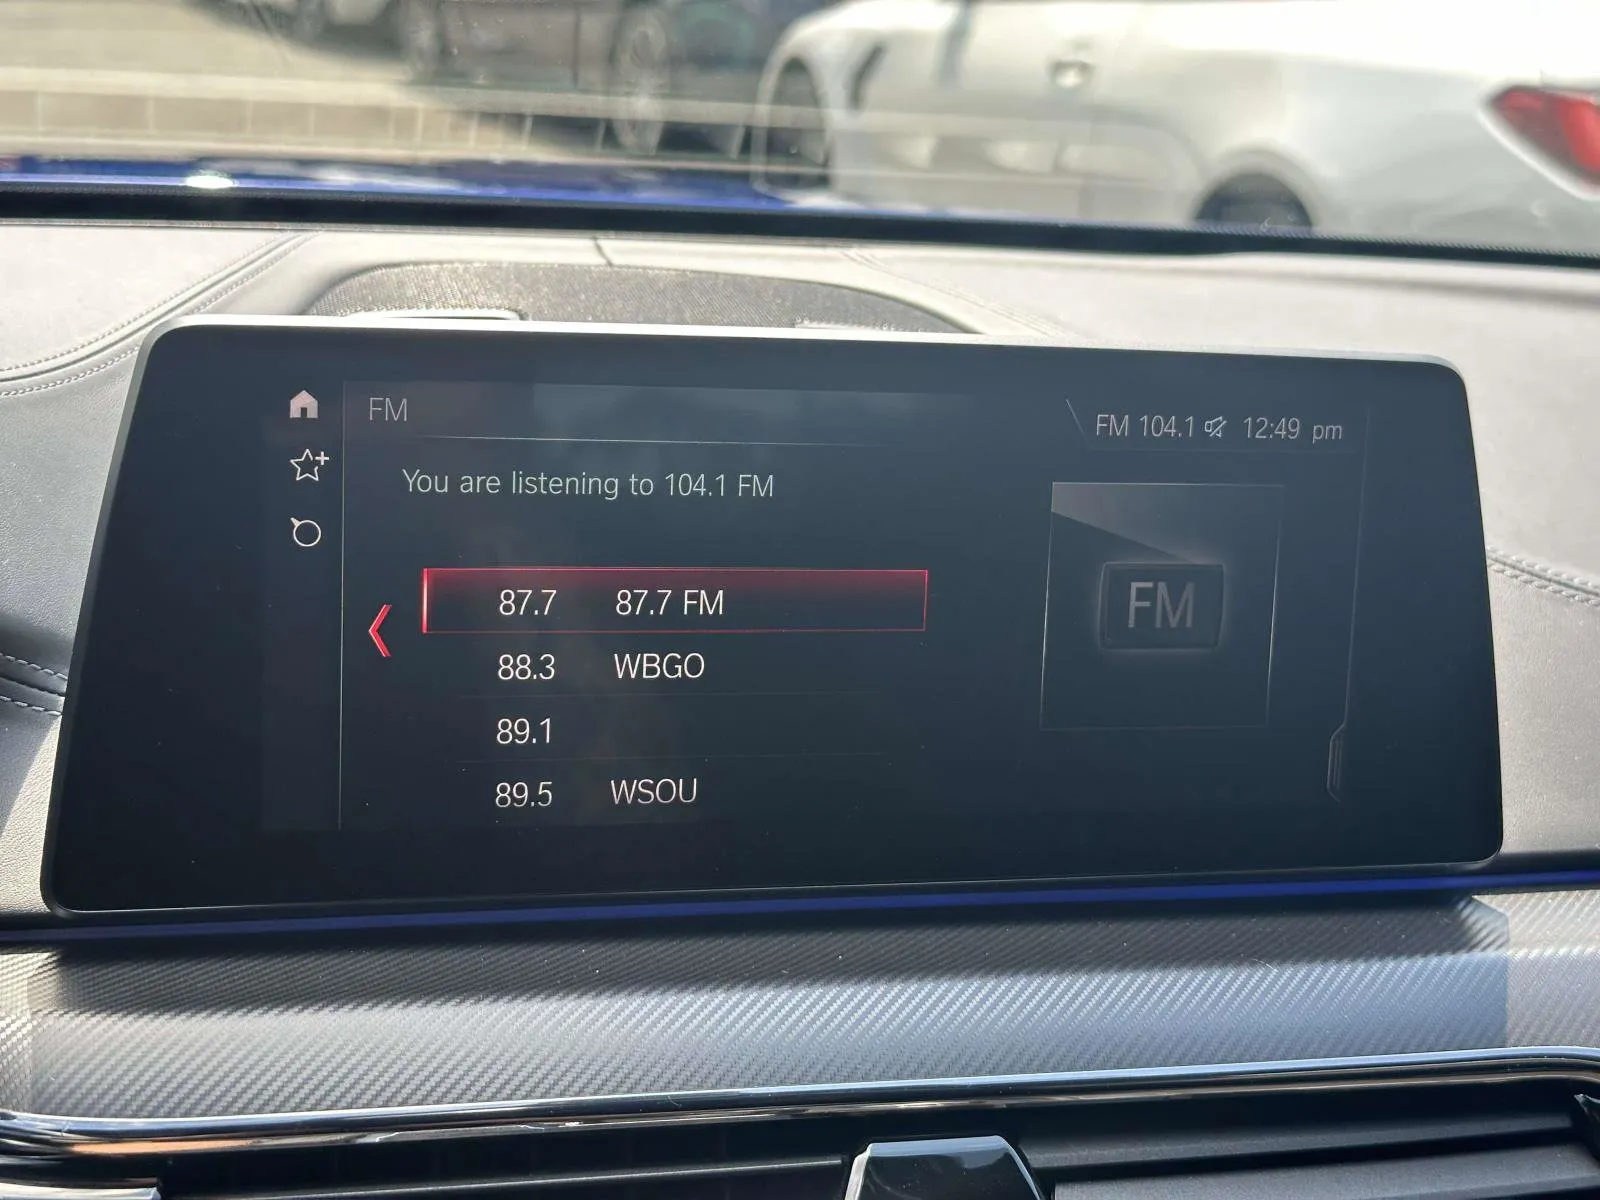 FM
FM 104.1 12:49 pm
You are listening to 104.1 FM
87.7 87.7 FM
88.3 WBGO
89.1
89.5 WSOU
FM